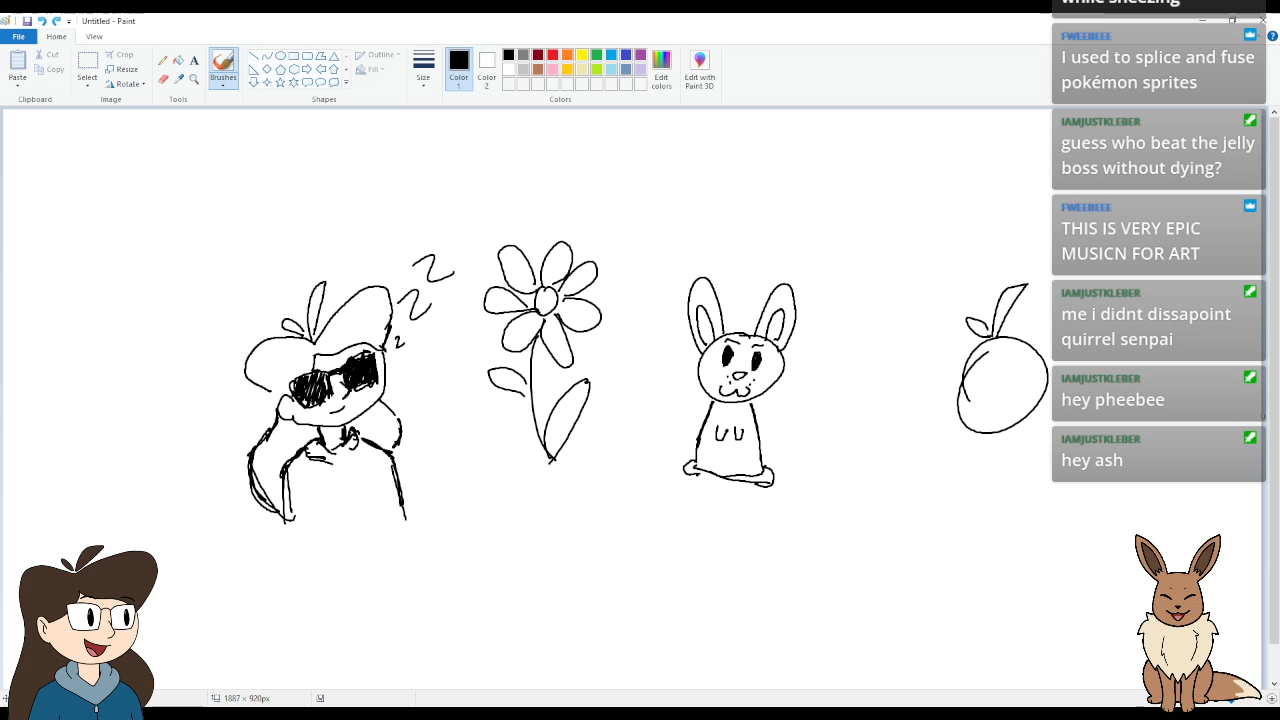 Untitled - Paint
File
Home
View
Paste
Cut
Copy
Clipboard
Select
Crop
Resize
Rotate
Image
A
Tools
Brushes
Outline
Fill
Shapes
Size
Color 1
Color 2
Edit colors
Colors
Edit with Paint 3D
while sneezing
FWEEBEEE
I used to splice and fuse
pokémon sprites
IAMJUSTKLEBER
guess who beat the jelly
boss without dying?
FWEEBEEE
THIS IS VERY EPIC
MUSICN FOR ART
IAMJUSTKLEBER
me i didnt dissapoint
quirrel senpai
IAMJUSTKLEBER
hey pheebee
IAMJUSTKLEBER
hey ash
z z z
1887 × 920px